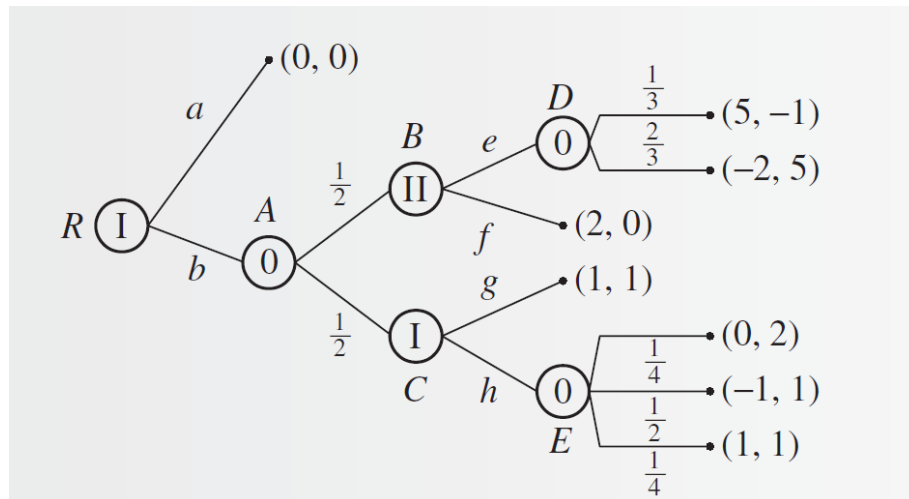 (0, 0)
a
R I
b
A
0
1/2
1/2
B
II
e
f
D
0
1/3
(5, −1)
2/3
(−2, 5)
(2, 0)
C
I
g
(1, 1)
h
E
0
(0, 2)
1/4
(−1, 1)
1/2
(1, 1)
1/4